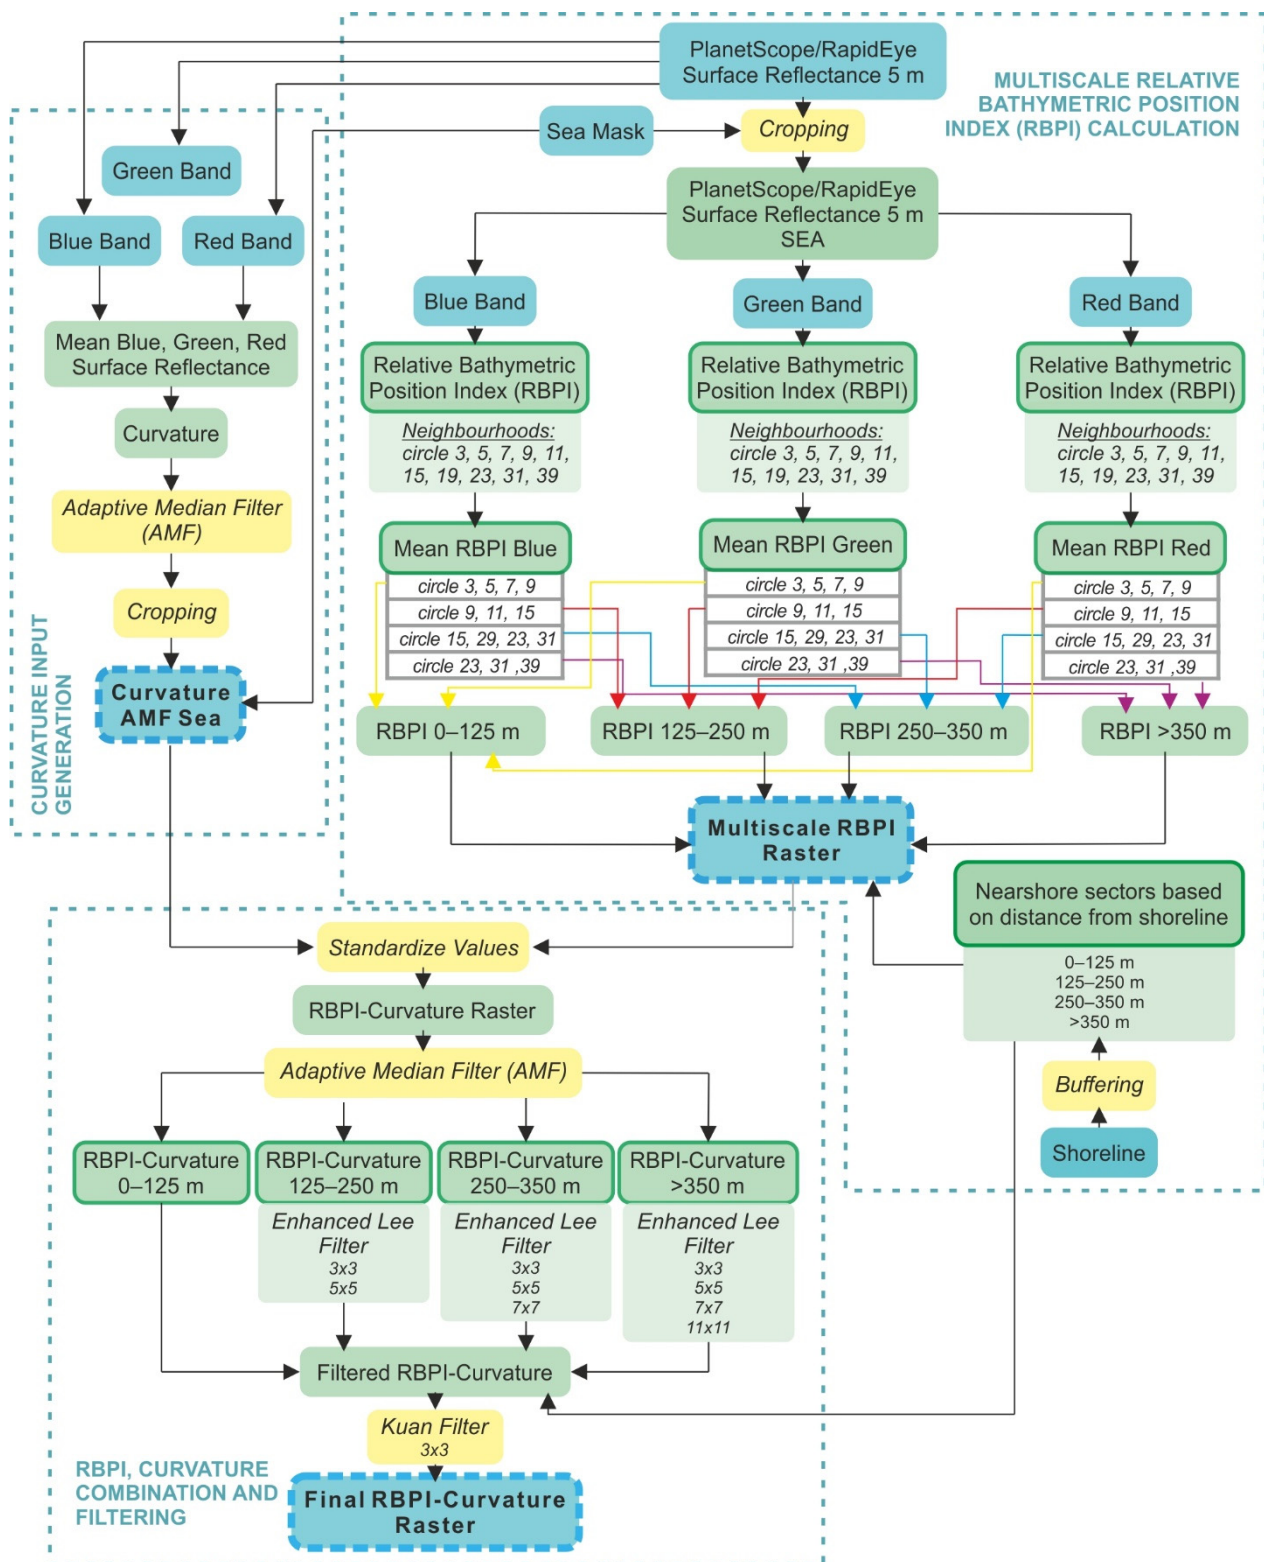 PlanetScope/RapidEye
Surface Reflectance 5 m
MULTISCALE RELATIVE
BATHYMETRIC POSITION
INDEX (RBPI) CALCULATION
Sea Mask
Cropping
Green Band
Blue Band
Red Band
PlanetScope/RapidEye
Surface Reflectance 5 m
SEA
Blue Band
Green Band
Red Band
Mean Blue, Green, Red
Surface Reflectance
Curvature
Adaptive Median Filter
(AMF)
Cropping
Curvature
AMF Sea
CURVATURE INPUT
GENERATION
Relative Bathymetric
Position Index (RBPI)
Neighbourhoods:
circle 3, 5, 7, 9, 11,
15, 19, 23, 31, 39
Relative Bathymetric
Position Index (RBPI)
Neighbourhoods:
circle 3, 5, 7, 9, 11,
15, 19, 23, 31, 39
Relative Bathymetric
Position Index (RBPI)
Neighbourhoods:
circle 3, 5, 7, 9, 11,
15, 19, 23, 31, 39
Mean RBPI Blue
circle 3, 5, 7, 9
circle 9, 11, 15
circle 15, 29, 23, 31
circle 23, 31 ,39
Mean RBPI Green
circle 3, 5, 7, 9
circle 9, 11, 15
circle 15, 29, 23, 31
circle 23, 31 ,39
Mean RBPI Red
circle 3, 5, 7, 9
circle 9, 11, 15
circle 15, 29, 23, 31
circle 23, 31 ,39
RBPI 0–125 m
RBPI 125–250 m
RBPI 250–350 m
RBPI >350 m
Multiscale RBPI
Raster
Nearshore sectors based
on distance from shoreline
0–125 m
125–250 m
250–350 m
>350 m
Buffering
Shoreline
Standardize Values
RBPI-Curvature Raster
Adaptive Median Filter (AMF)
RBPI-Curvature
0–125 m
RBPI-Curvature
125–250 m
Enhanced Lee
Filter
3x3
5x5
RBPI-Curvature
250–350 m
Enhanced Lee
Filter
3x3
5x5
7x7
RBPI-Curvature
>350 m
Enhanced Lee
Filter
3x3
5x5
7x7
11x11
Filtered RBPI-Curvature
Kuan Filter
3x3
RBPI, CURVATURE
COMBINATION AND
FILTERING
Final RBPI-Curvature
Raster